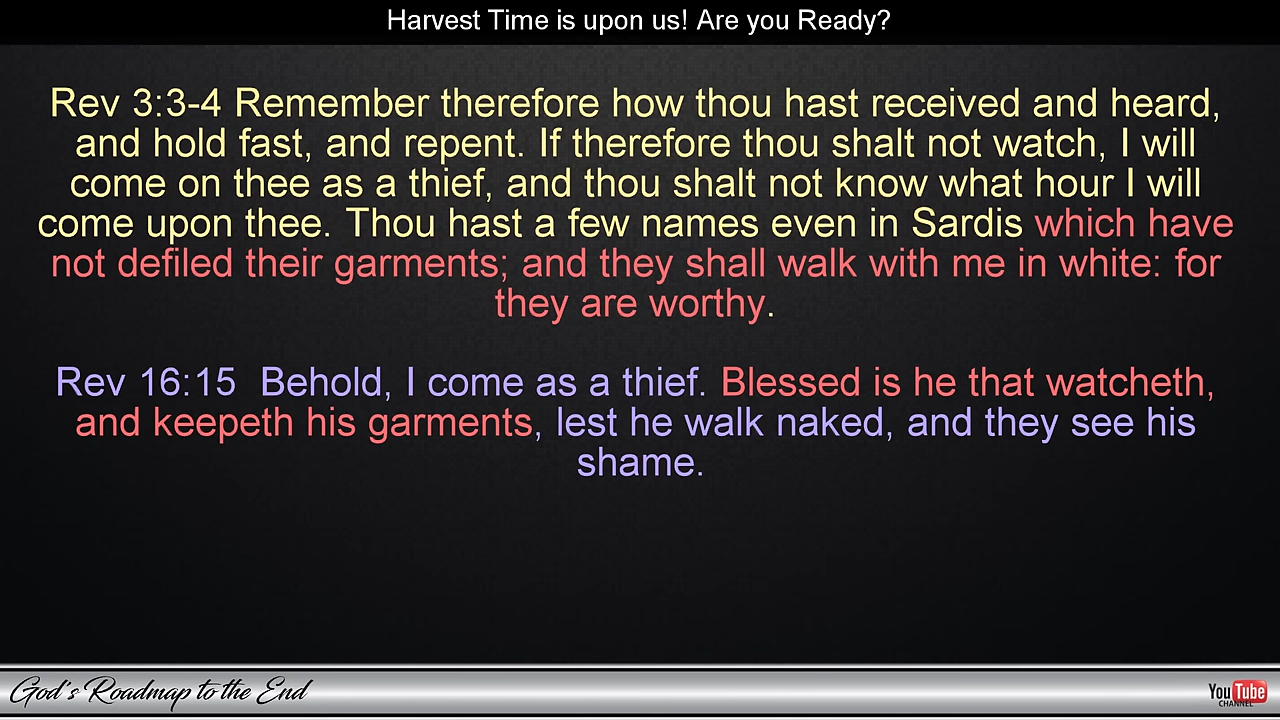 Harvest Time is upon us! Are you Ready?
Rev 3:3-4 Remember therefore how thou hast received and heard,
and hold fast, and repent. If therefore thou shalt not watch, I will
come on thee as a thief, and thou shalt not know what hour I will
come upon thee. Thou hast a few names even in Sardis which have
not defiled their garments; and they shall walk with me in white: for
they are worthy.
Rev 16:15  Behold, I come as a thief. Blessed is he that watcheth,
and keepeth his garments, lest he walk naked, and they see his
shame.
God's Roadmap to the End
YouTube
CHANNEL